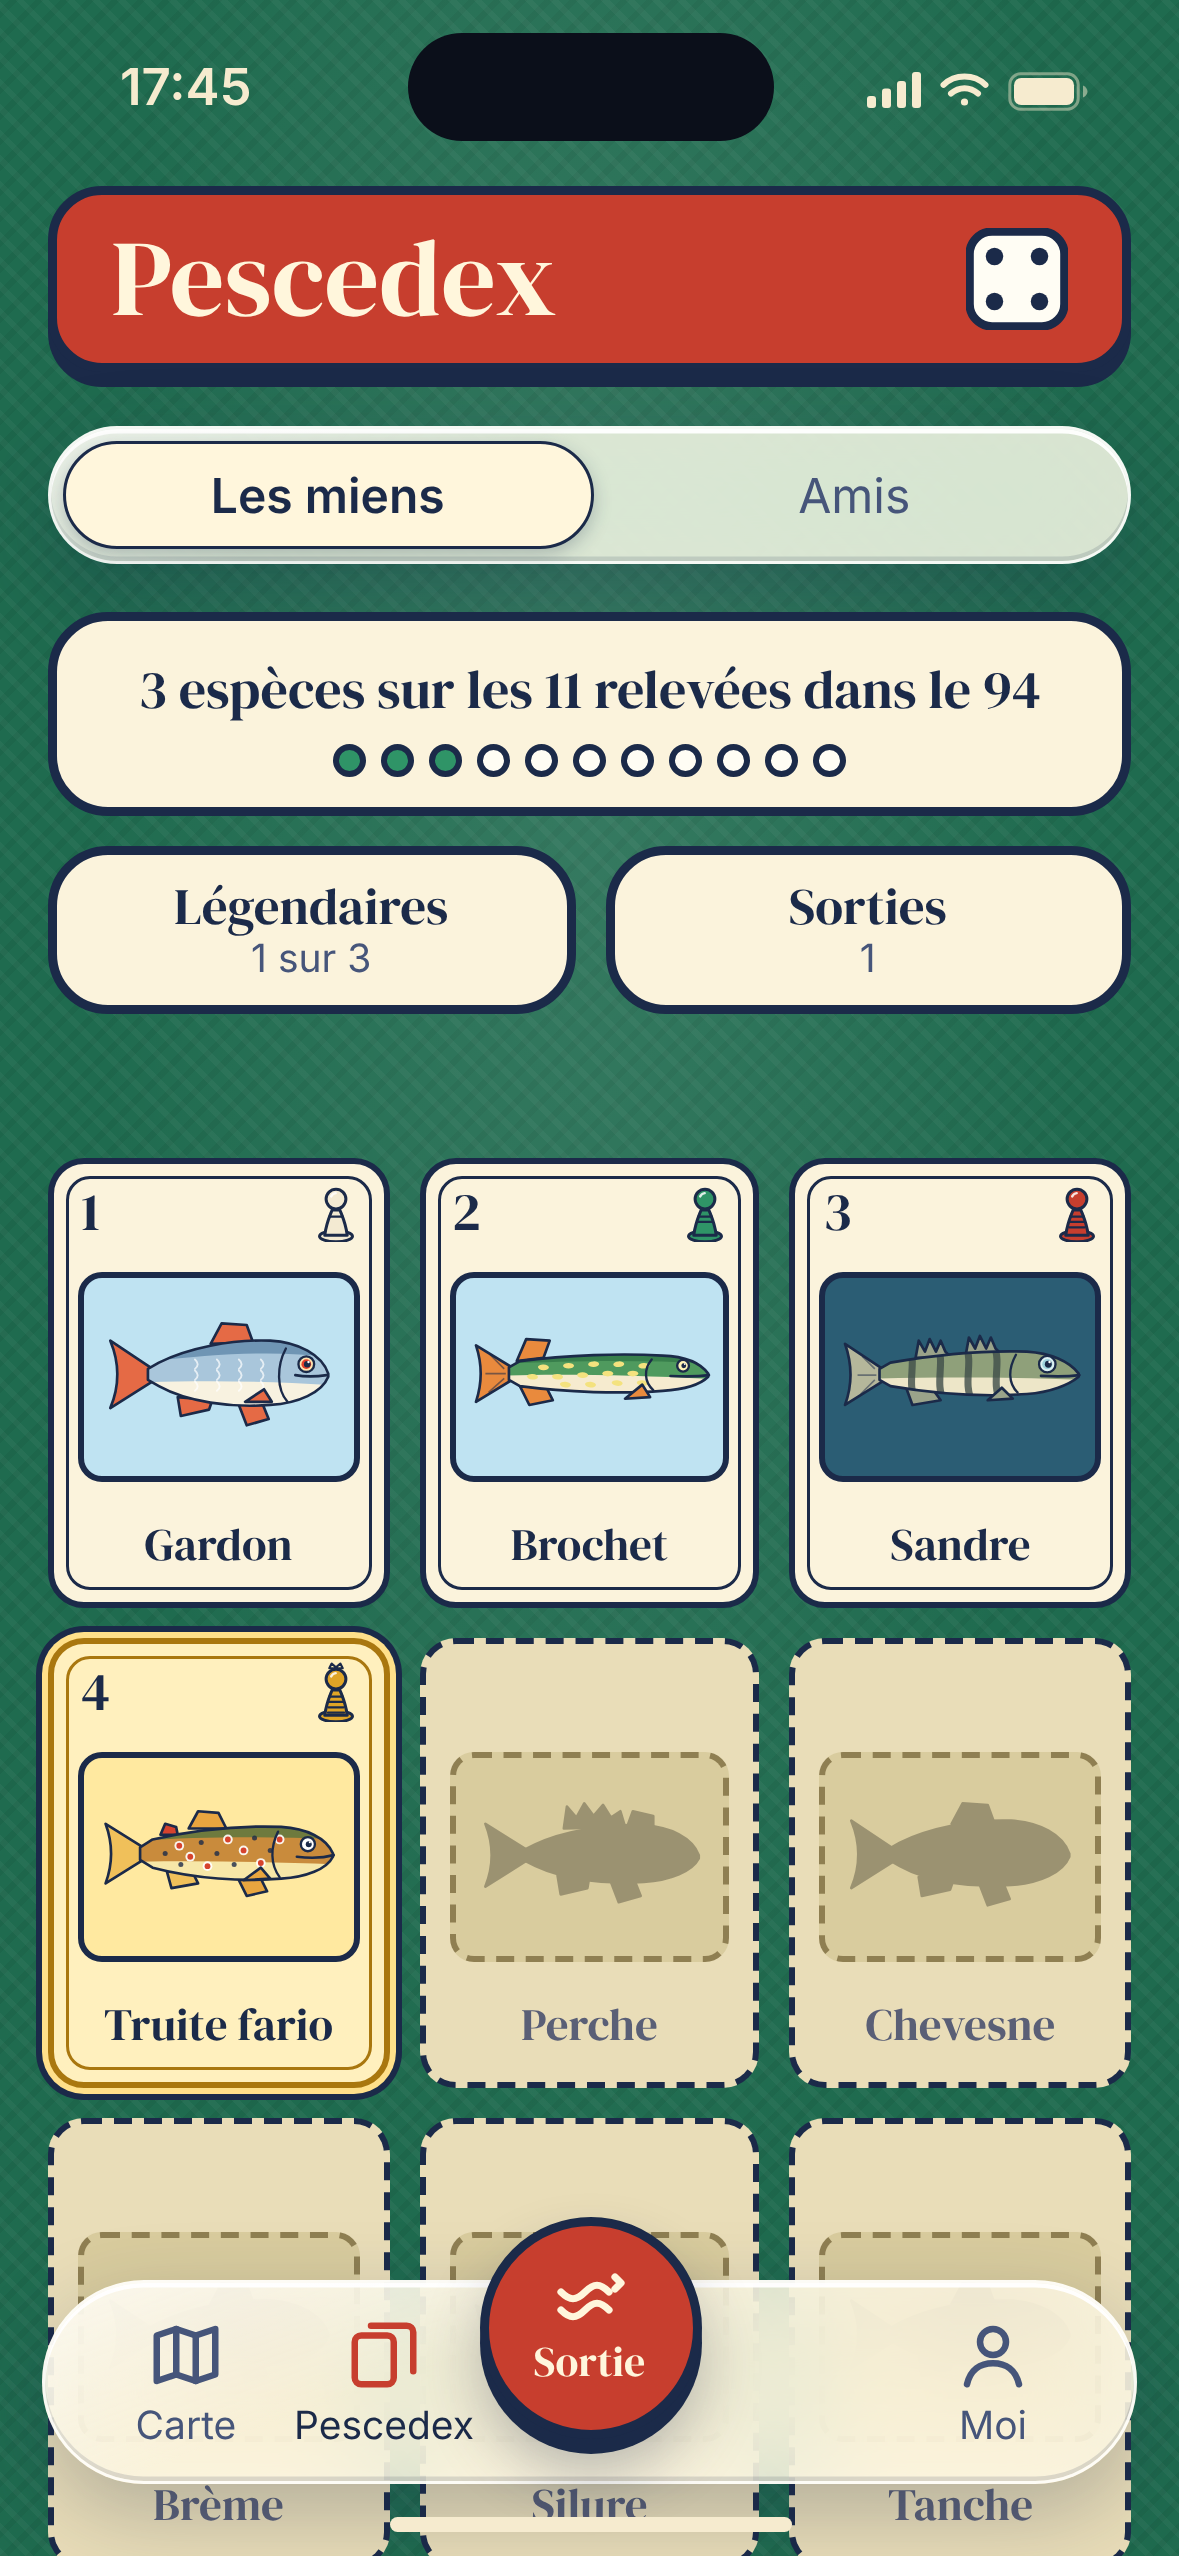 17:45
Pescedex
Les miens
Amis
3 espèces sur les 11 relevées dans le 94
Légendaires
1 sur 3
Sorties
1
1
2
3
Gardon
Brochet
Sandre
4
Truite fario
Perche
Chevesne
Sortie
Carte
Pescedex
Moi
Brème
Silure
Tanche